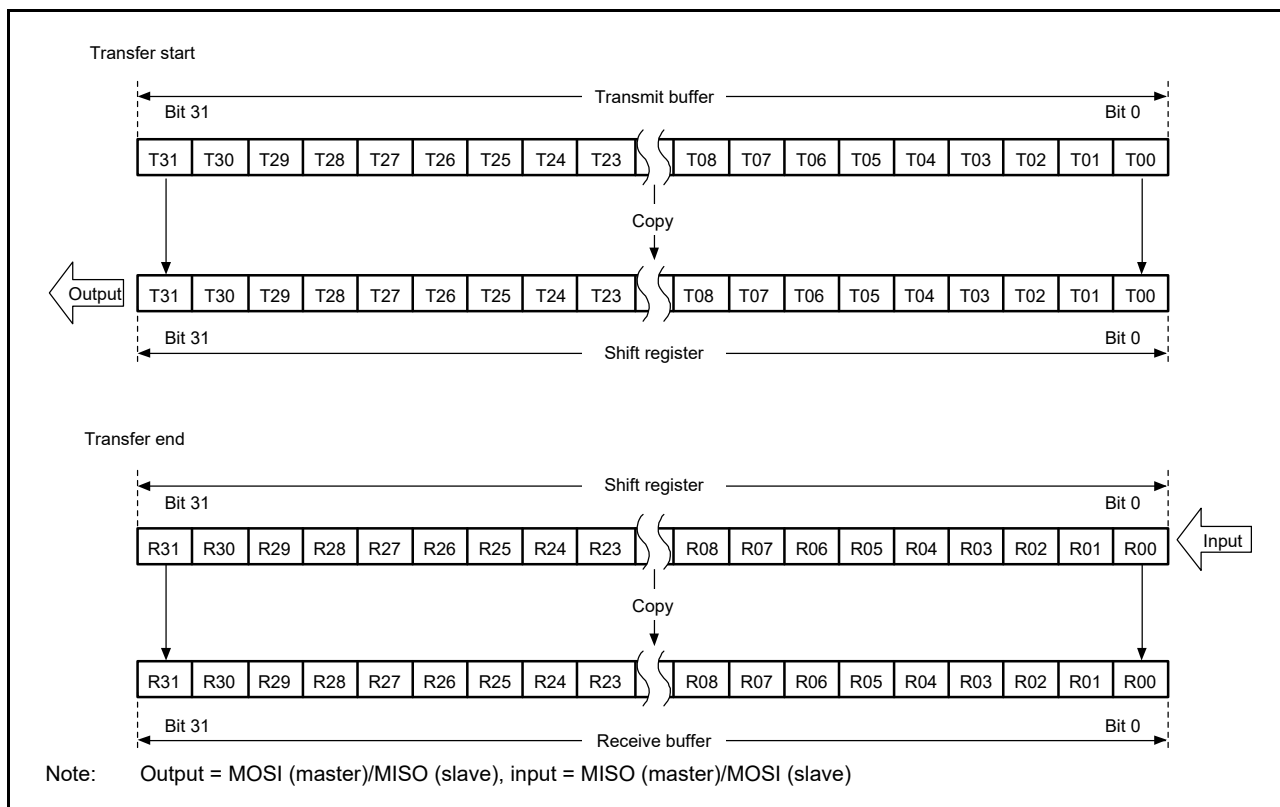 Transfer start
Transmit buffer
Bit 31 Bit 0
T31 T30 T29 T28 T27 T26 T25 T24 T23 T08 T07 T06 T05 T04 T03 T02 T01 T00
Copy
Output T31 T30 T29 T28 T27 T26 T25 T24 T23 T08 T07 T06 T05 T04 T03 T02 T01 T00
Bit 31 Bit 0
Shift register
Transfer end
Shift register
Bit 31 Bit 0
R31 R30 R29 R28 R27 R26 R25 R24 R23 R08 R07 R06 R05 R04 R03 R02 R01 R00 Input
Copy
R31 R30 R29 R28 R27 R26 R25 R24 R23 R08 R07 R06 R05 R04 R03 R02 R01 R00
Bit 31 Bit 0
Receive buffer
Note: Output = MOSI (master)/MISO (slave), input = MISO (master)/MOSI (slave)